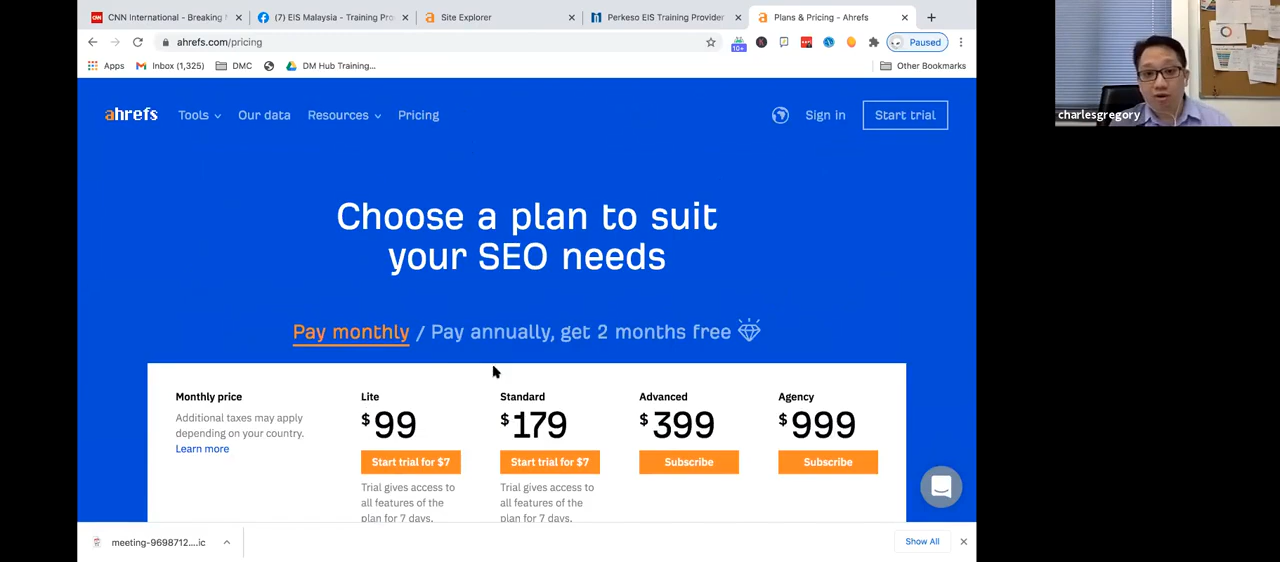 CNN International - Breaking N
(7) EIS Malaysia - Training Pro
Site Explorer
Perkeso EIS Training Provider
Plans & Pricing - Ahrefs
ahrefs.com/pricing
10+
Paused
Apps
Inbox (1,325)
DMC
DM Hub Training...
Other Bookmarks
ahrefs
Tools
Our data
Resources
Pricing
Sign in
Start trial
Choose a plan to suit
your SEO needs
Pay monthly / Pay annually, get 2 months free
Monthly price
Additional taxes may apply
depending on your country.
Learn more
Lite
$99
Start trial for $7
Trial gives access to
all features of the
plan for 7 days.
Standard
$179
Start trial for $7
Trial gives access to
all features of the
plan for 7 days.
Advanced
$399
Subscribe
Agency
$999
Subscribe
meeting-9698712....ic
Show All
charlesgregory